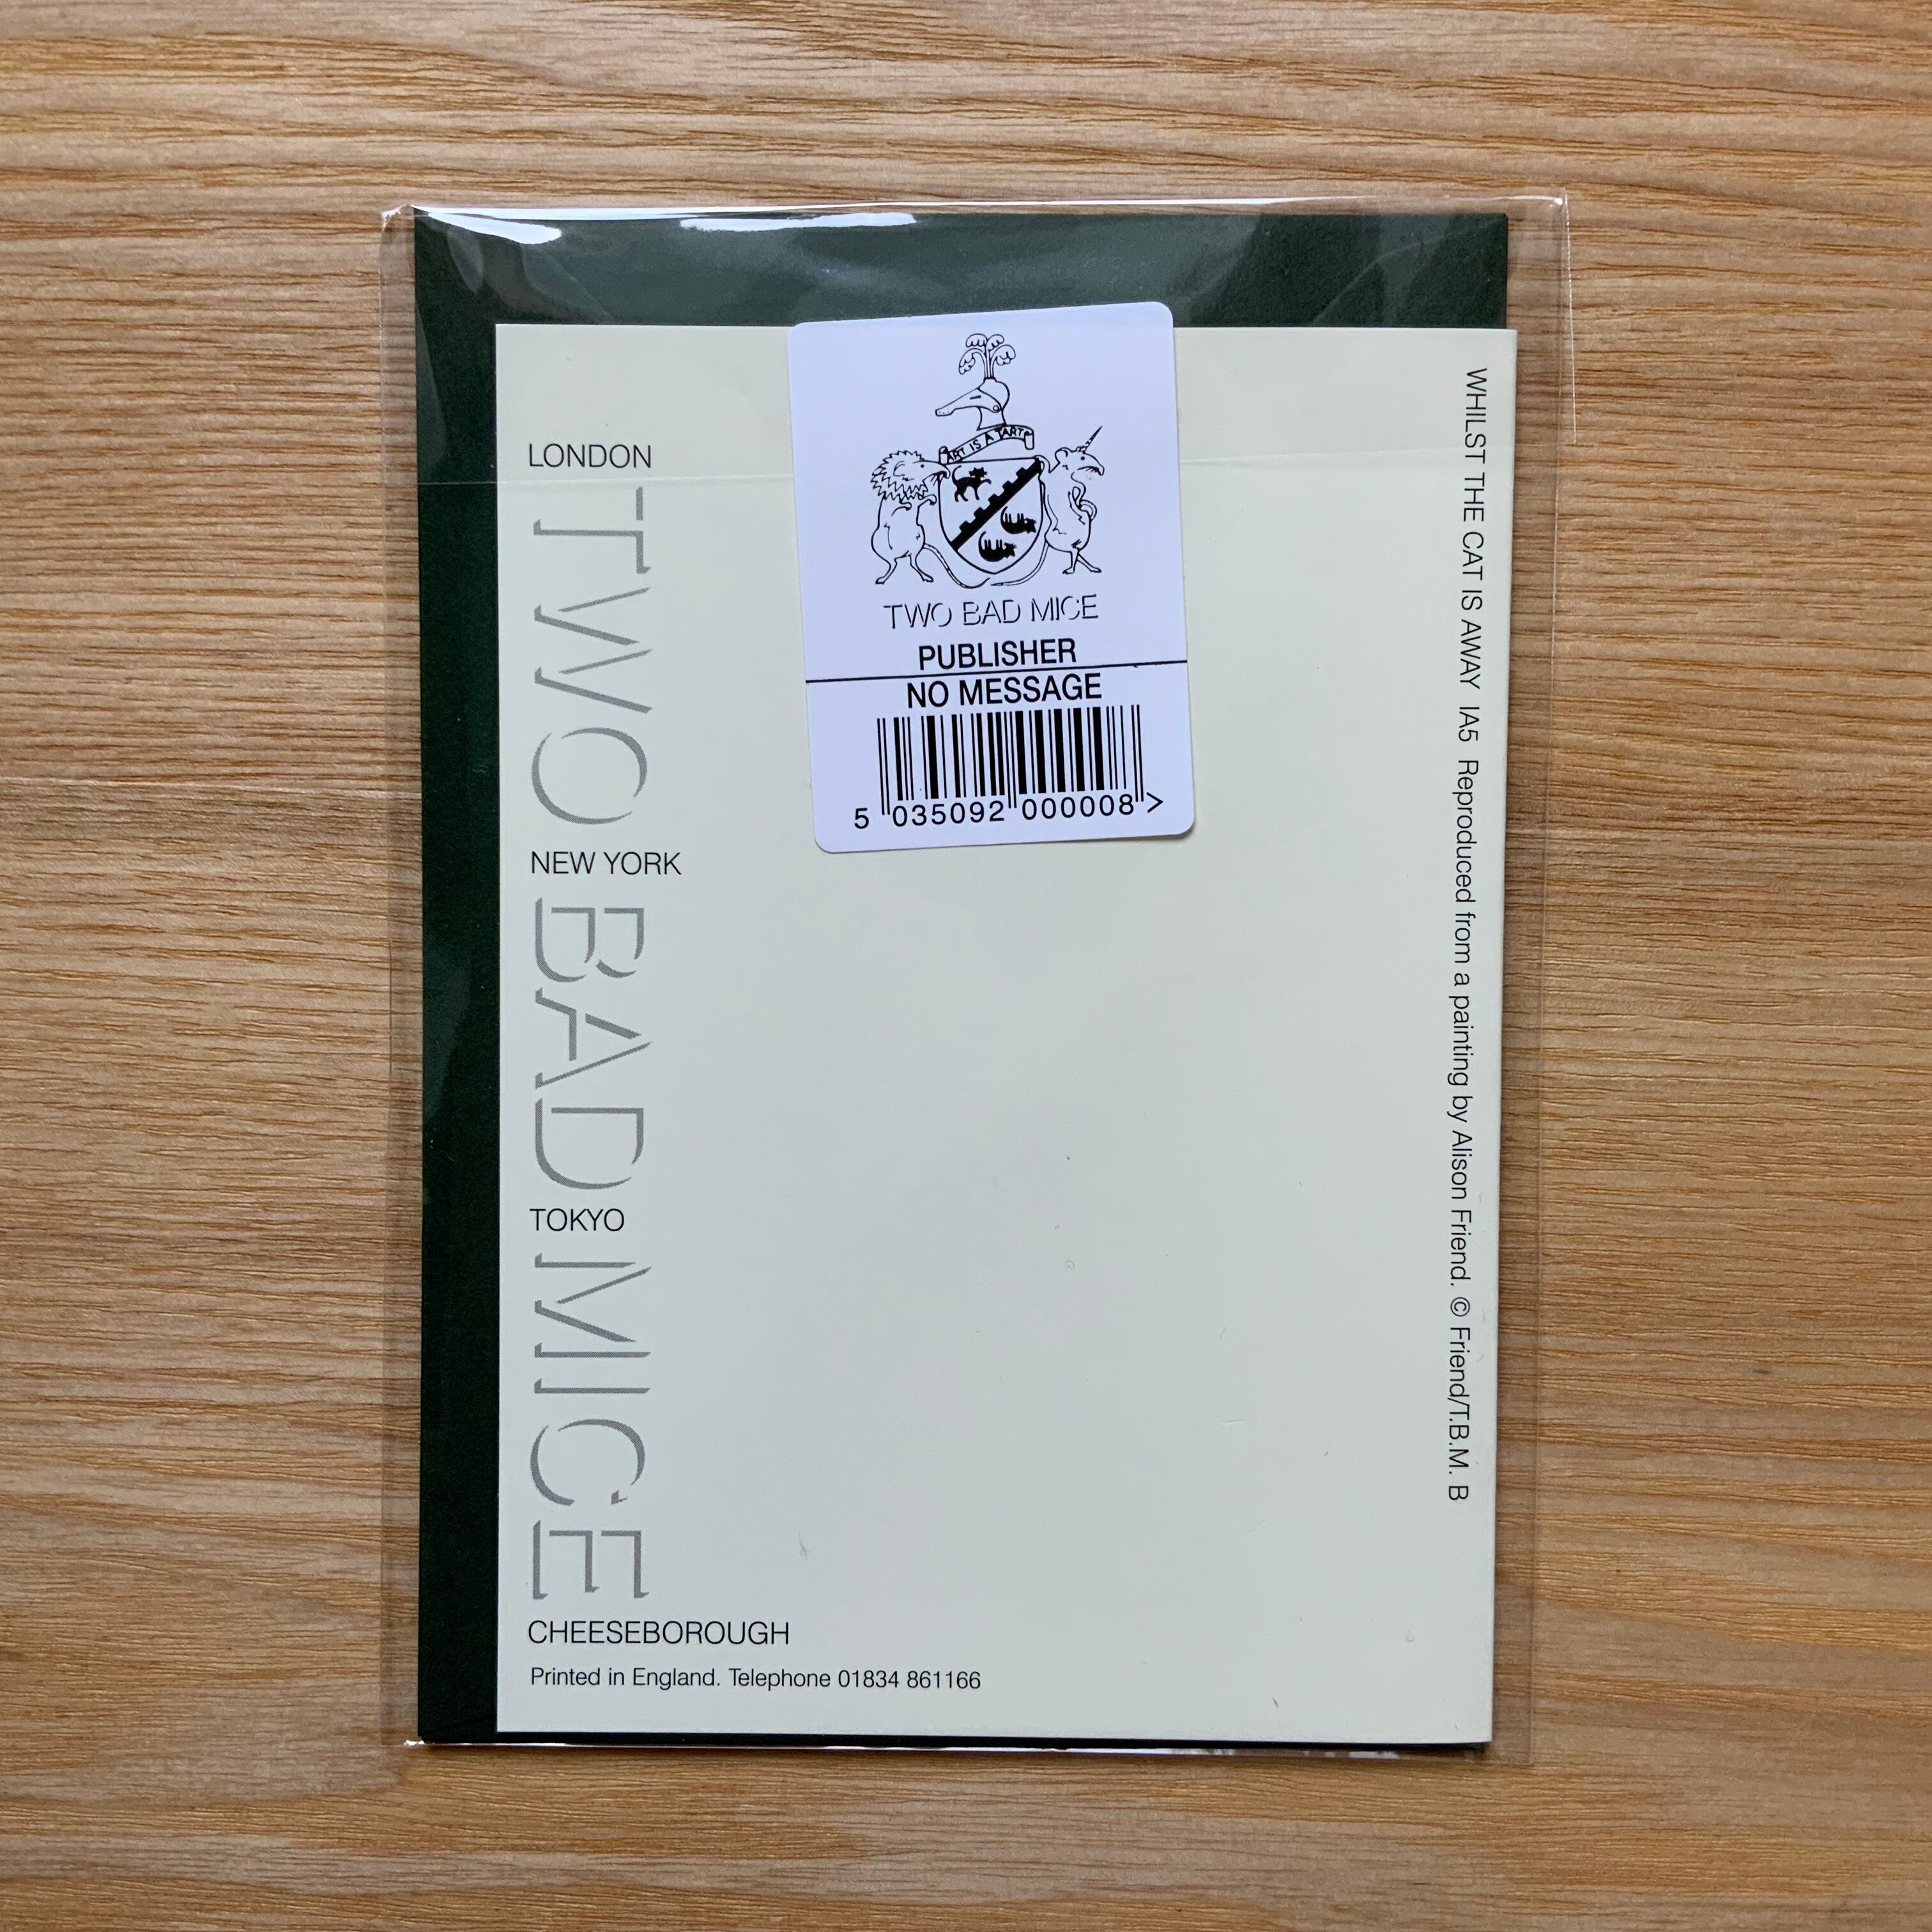 LONDON
TWO
NEW YORK
BAD
TOKYO
MICE
CHEESEBOROUGH
Printed in England. Telephone 01834 861166
ART IS A TART
TWO BAD MICE
PUBLISHER
NO MESSAGE
5 035092 000008 >
WHILST THE CAT IS AWAY IA5 Reproduced from a painting by Alison Friend. © Friend/T.B.M. B